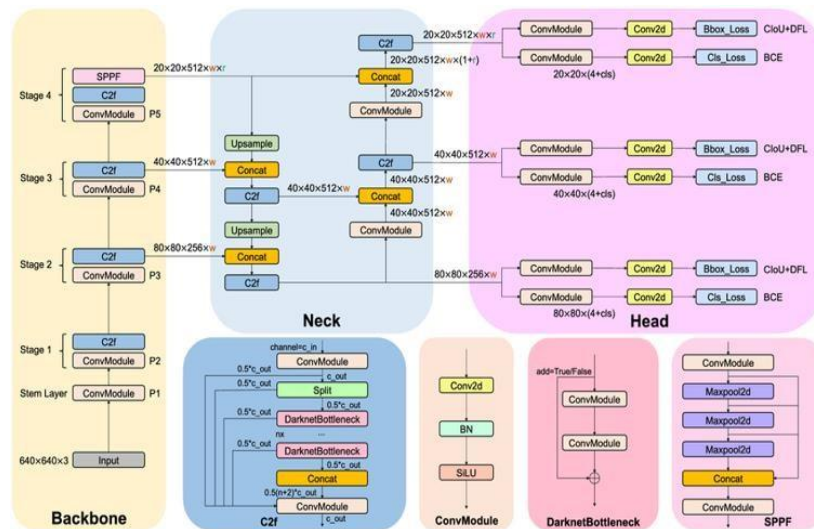 Stage 4
SPPF
C2f
ConvModule
P5
20×20×512×w×r
Stage 3
C2f
ConvModule
P4
40×40×512×w
Stage 2
C2f
ConvModule
P3
80×80×256×w
Stage 1
C2f
ConvModule
P2
Stem Layer
ConvModule
P1
640×640×3
Input
Backbone
Upsample
Concat
C2f
Upsample
Concat
C2f
40×40×512×w
C2f
20×20×512×w×r
20×20×512×w×(1+r)
Concat
20×20×512×w
ConvModule
C2f
40×40×512×w
40×40×512×w
Concat
40×40×512×w
ConvModule
80×80×256×w
Neck
ConvModule
Conv2d
Bbox_Loss
CIoU+DFL
ConvModule
Conv2d
Cls_Loss
BCE
20×20×(4+cls)
ConvModule
Conv2d
Bbox_Loss
CIoU+DFL
ConvModule
Conv2d
Cls_Loss
BCE
40×40×(4+cls)
ConvModule
Conv2d
Bbox_Loss
CIoU+DFL
ConvModule
Conv2d
Cls_Loss
BCE
80×80×(4+cls)
Head
channel=c_in
ConvModule
0.5*c_out
c_out
Split
0.5*c_out
0.5*c_out
DarknetBottleneck
0.5*c_out
nx
...
0.5*c_out
DarknetBottleneck
0.5*c_out
Concat
0.5(n+2)*c_out
ConvModule
C2f
c_out
Conv2d
BN
SiLU
ConvModule
add=True/False
ConvModule
ConvModule
DarknetBottleneck
ConvModule
Maxpool2d
Maxpool2d
Maxpool2d
Concat
ConvModule
SPPF